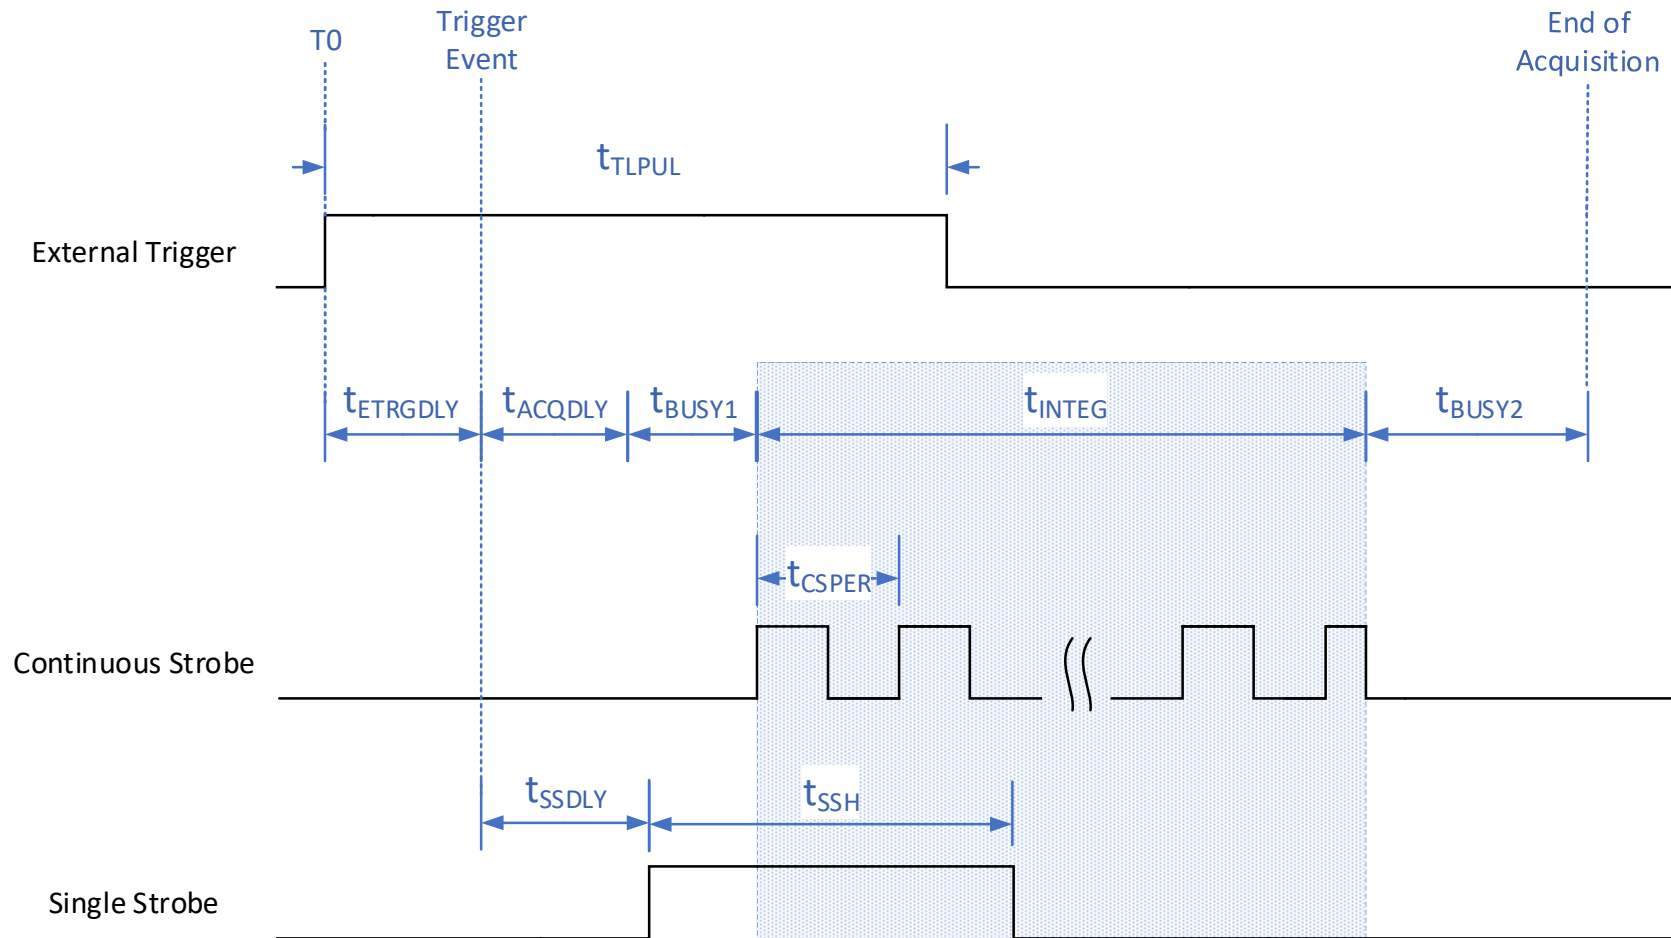 T0
Trigger
Event
End of
Acquisition
tTLPUL
External Trigger
tETRGDLY
tACQDLY
tBUSY1
tINTEG
tBUSY2
tCSPER
Continuous Strobe
tSSDLY
tSSH
Single Strobe